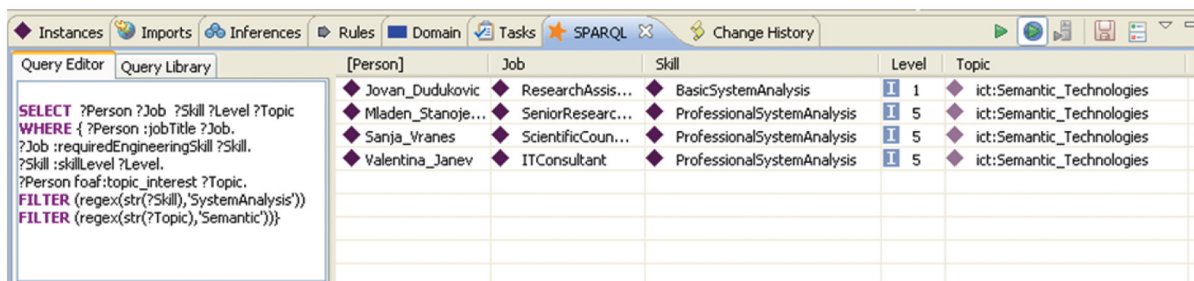 Instances Imports Inferences Rules Domain Tasks SPARQL Change History
Query Editor Query Library [Person] Job Skill Level Topic
SELECT ?Person ?Job ?Skill ?Level ?Topic
WHERE { ?Person :jobTitle ?Job.
?Job :requiredEngineeringSkill ?Skill.
?Skill :skillLevel ?Level.
?Person foaf:topic_interest ?Topic.
FILTER (regex(str(?Skill),'SystemAnalysis'))
FILTER (regex(str(?Topic),'Semantic'))}
Jovan_Dudukovic ResearchAssis... BasicSystemAnalysis I 1 ict:Semantic_Technologies
Mladen_Stanoje... SeniorResearc... ProfessionalSystemAnalysis I 5 ict:Semantic_Technologies
Sanja_Vranes ScientificCoun... ProfessionalSystemAnalysis I 5 ict:Semantic_Technologies
Valentina_Janev ITConsultant ProfessionalSystemAnalysis I 5 ict:Semantic_Technologies